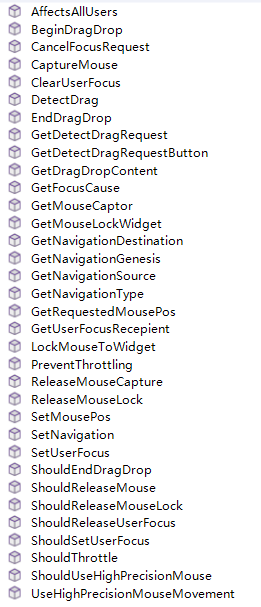 AffectsAllUsers
BeginDragDrop
CancelFocusRequest
CaptureMouse
ClearUserFocus
DetectDrag
EndDragDrop
GetDetectDragRequest
GetDetectDragRequestButton
GetDragDropContent
GetFocusCause
GetMouseCaptor
GetMouseLockWidget
GetNavigationDestination
GetNavigationGenesis
GetNavigationSource
GetNavigationType
GetRequestedMousePos
GetUserFocusRecepient
LockMouseToWidget
PreventThrottling
ReleaseMouseCapture
ReleaseMouseLock
SetMousePos
SetNavigation
SetUserFocus
ShouldEndDragDrop
ShouldReleaseMouse
ShouldReleaseMouseLock
ShouldReleaseUserFocus
ShouldSetUserFocus
ShouldThrottle
ShouldUseHighPrecisionMouse
UseHighPrecisionMouseMovement